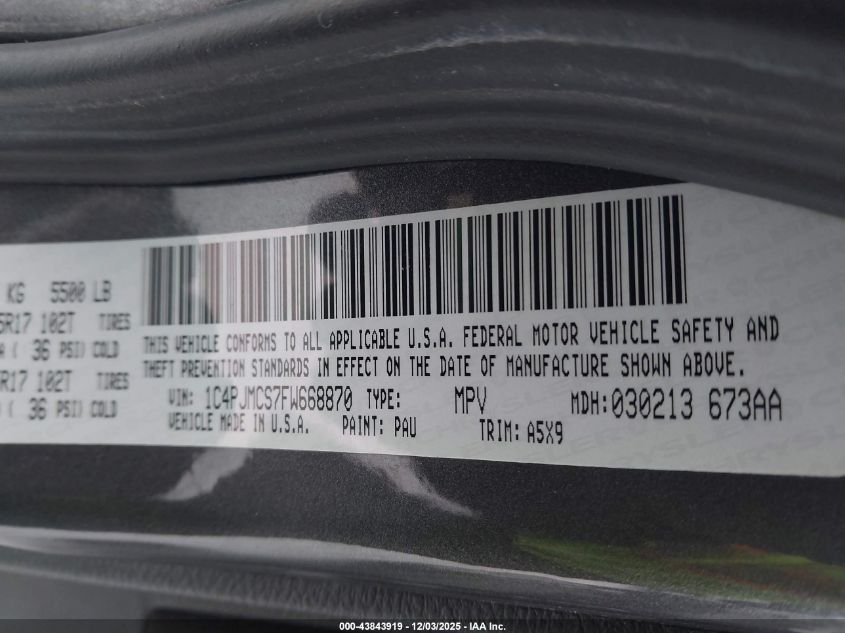 KG 5500 LB
5R17 102T TIRES
A ( 36 PSI) COLD
5R17 102T TIRES
( 36 PSI) COLD
THIS VEHICLE CONFORMS TO ALL APPLICABLE U.S.A. FEDERAL MOTOR VEHICLE SAFETY AND
THEFT PREVENTION STANDARDS IN EFFECT ON THE DATE OF MANUFACTURE SHOWN ABOVE.
VIN: 1C4PJMCS7FW668870 TYPE: MPV MDH: 030213 673AA
VEHICLE MADE IN U.S.A. PAINT: PAU TRIM: A5X9
000-43843919 - 12/03/2025 - IAA Inc.